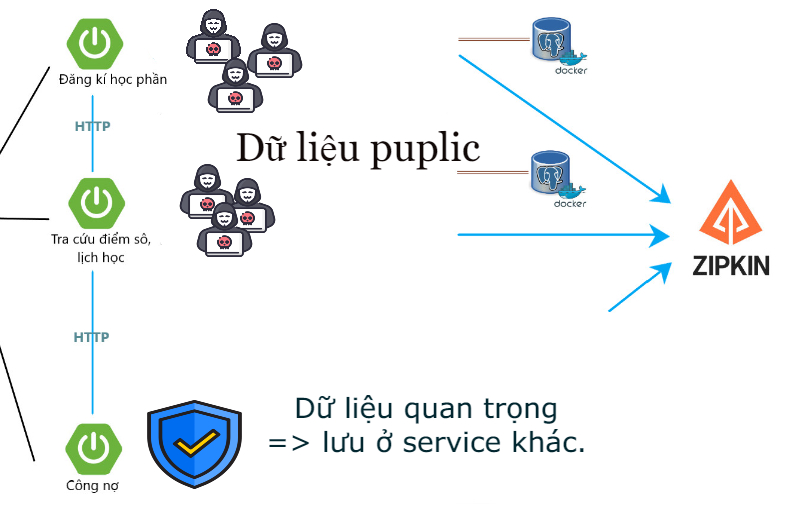 Đăng kí học phần
docker
HTTP
Dữ liệu puplic
docker
Tra cứu điểm sô,
lịch học
ZIPKIN
HTTP
Dữ liệu quan trọng
=> lưu ở service khác.
Công nợ